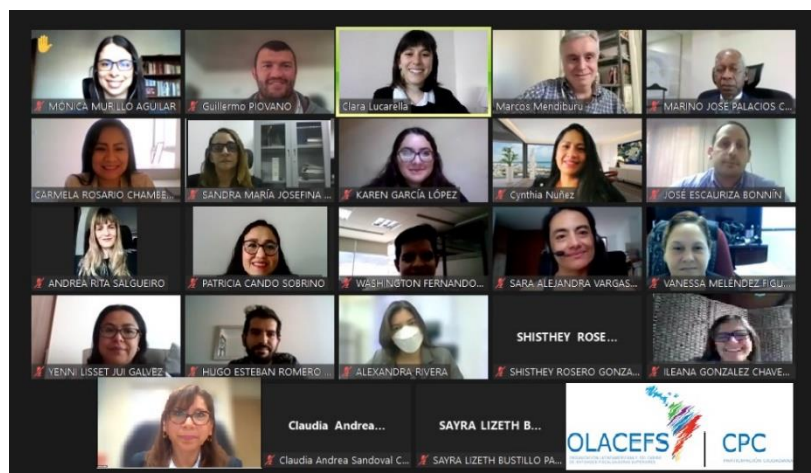 MÓNICA MURILLO AGUILAR
Guillermo PIOVANO
Clara Lucarella
Marcos Mendiburu
MARINO JOSE PALACIOS C...
CARMELA ROSARIO CHAMBE...
SANDRA MARÍA JOSEFINA ...
KAREN GARCÍA LÓPEZ
Cynthia Nuñez
JOSÉ ESCAURIZA BONNÍN
ANDREA RITA SALGUEIRO
PATRICIA CANDO SOBRINO
WASHINGTON FERNANDO...
SARA ALEJANDRA VARGAS...
VANESSA MELÉNDEZ FIGU...
YENNI LISSET JUI GALVEZ
HUGO ESTEBAN ROMERO ...
ALEXANDRA RIVERA
SHISTHEY ROSE...
SHISTHEY ROSERO GONZA...
ILEANA GONZALEZ CHAVE...
Claudia Andrea...
Claudia Andrea Sandoval C...
SAYRA LIZETH B...
SAYRA LIZETH BUSTILLO PA...
OLACEFS
CPC
PARTICIPACIÓN CIUDADANA